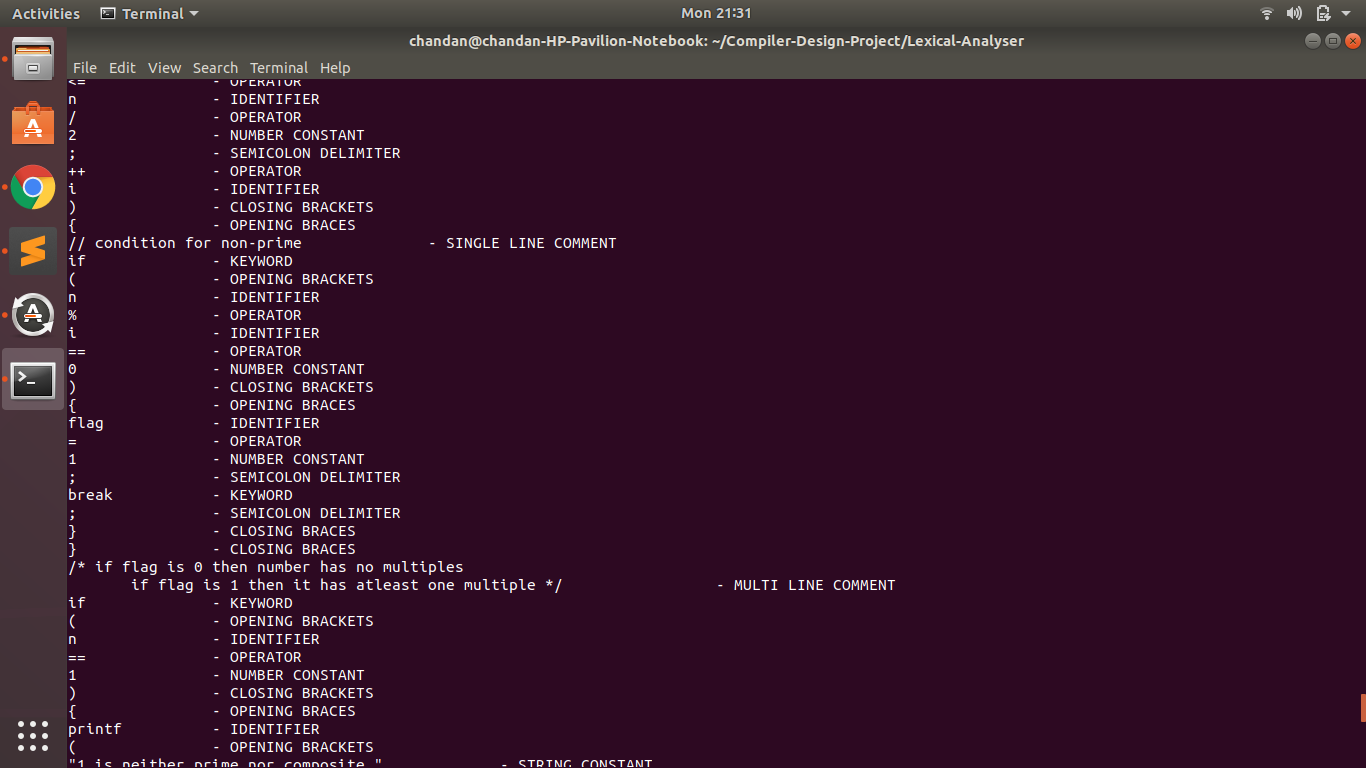 Activities Terminal Mon 21:31
chandan@chandan-HP-Pavilion-Notebook: ~/Compiler-Design-Project/Lexical-Analyser
File Edit View Search Terminal Help
<= - OPERATOR
n - IDENTIFIER
/ - OPERATOR
2 - NUMBER CONSTANT
; - SEMICOLON DELIMITER
++ - OPERATOR
i - IDENTIFIER
) - CLOSING BRACKETS
{ - OPENING BRACES
// condition for non-prime - SINGLE LINE COMMENT
if - KEYWORD
( - OPENING BRACKETS
n - IDENTIFIER
% - OPERATOR
i - IDENTIFIER
== - OPERATOR
0 - NUMBER CONSTANT
) - CLOSING BRACKETS
{ - OPENING BRACES
flag - IDENTIFIER
= - OPERATOR
1 - NUMBER CONSTANT
; - SEMICOLON DELIMITER
break - KEYWORD
; - SEMICOLON DELIMITER
} - CLOSING BRACES
} - CLOSING BRACES
/* if flag is 0 then number has no multiples
if flag is 1 then it has atleast one multiple */ - MULTI LINE COMMENT
if - KEYWORD
( - OPENING BRACKETS
n - IDENTIFIER
== - OPERATOR
1 - NUMBER CONSTANT
) - CLOSING BRACKETS
{ - OPENING BRACES
printf - IDENTIFIER
( - OPENING BRACKETS
"1 is neither prime nor composite." - STRING CONSTANT